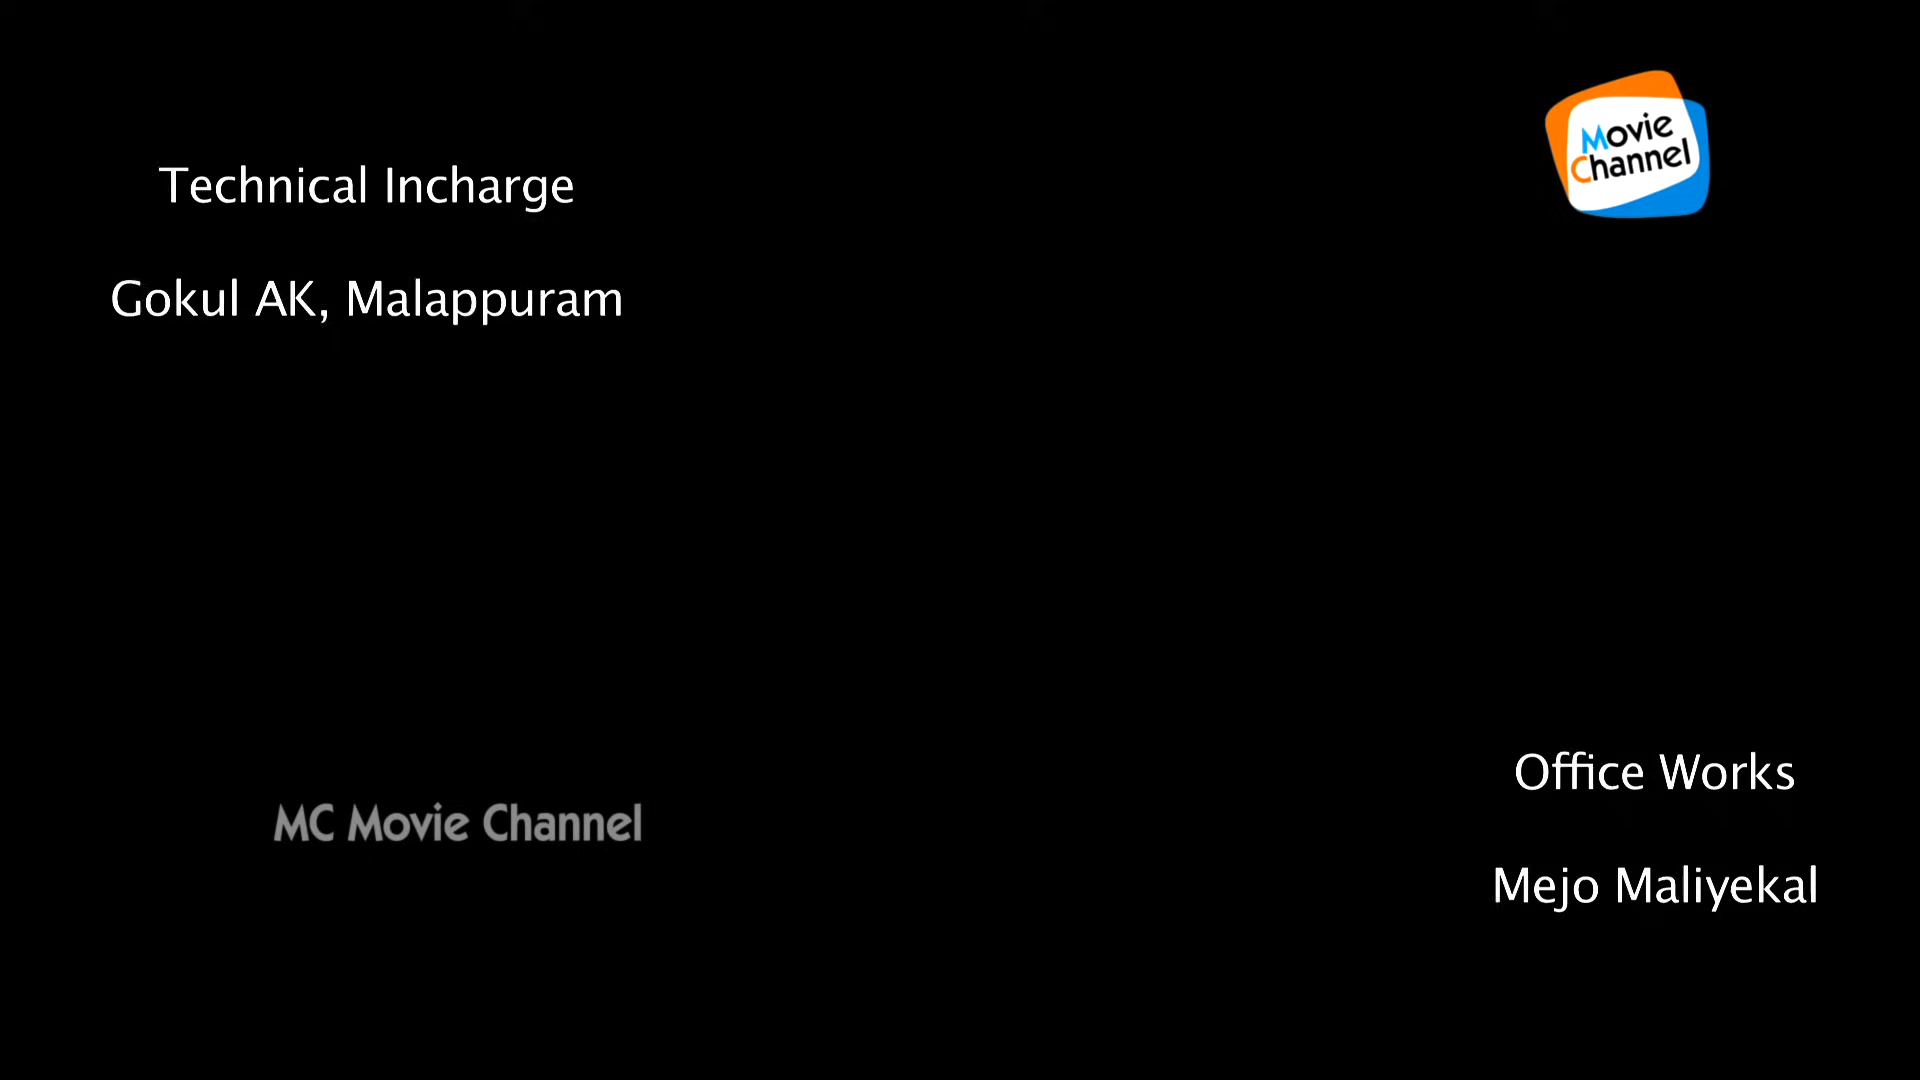 Technical Incharge
Gokul AK, Malappuram
Movie
Channel
MC Movie Channel
Office Works
Mejo Maliyekal